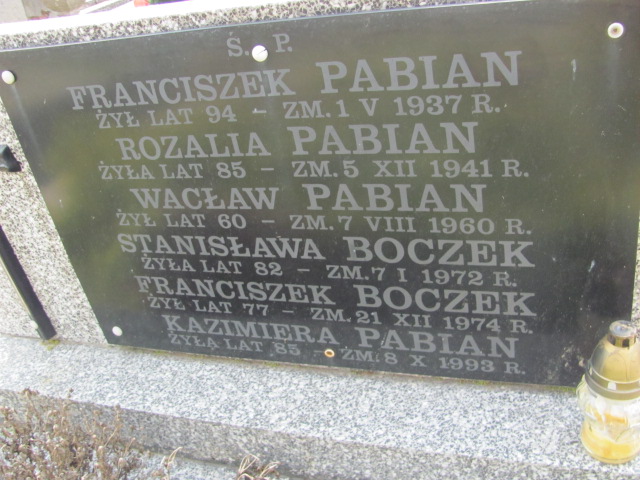 Ś. P.
FRANCISZEK PABIAN
ŻYŁ LAT 94 - ZM. 1 V 1937 R.
ROZALIA PABIAN
ŻYŁA LAT 85 - ZM. 5 XII 1941 R.
WACŁAW PABIAN
ŻYŁ LAT 60 - ZM. 7 VIII 1960 R.
STANISŁAWA BOCZEK
ŻYŁA LAT 82 - ZM. 7 I 1972 R.
FRANCISZEK BOCZEK
ŻYŁ LAT 77 - ZM. 21 XII 1974 R.
KAZIMIERA PABIAN
ŻYŁA LAT 85 - ZM. 8 X 1993 R.